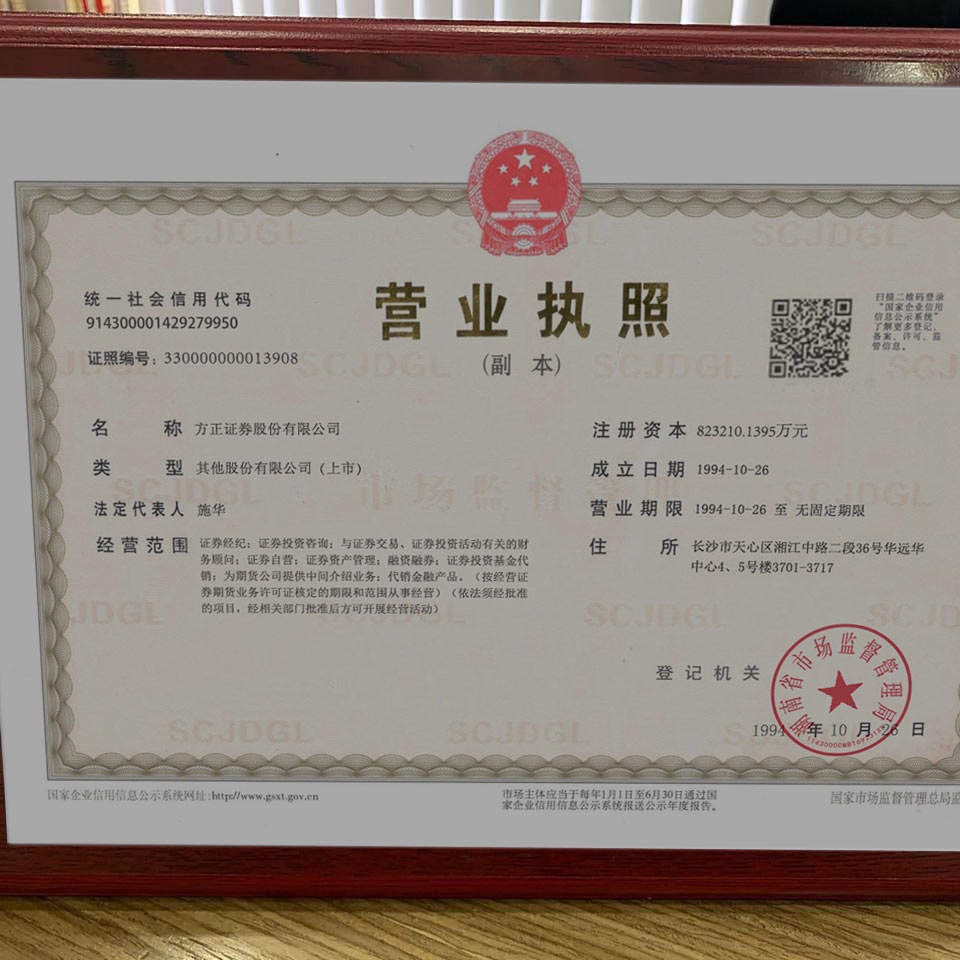 营业执照
(副 本)
统一社会信用代码
914300001429279950
证照编号：330000000013908
扫描二维码登录
“国家企业信用
信息公示系统”
了解更多登记、
备案、许可、监
管信息。
名 称 方正证券股份有限公司
类 型 其他股份有限公司（上市）
法定代表人 施华
经营范围 证券经纪；证券投资咨询；与证券交易、证券投资活动有关的财
务顾问；证券自营；证券资产管理；融资融券；证券投资基金代
销；为期货公司提供中间介绍业务；代销金融产品。（按经营证
券期货业务许可证核定的期限和范围从事经营）（依法须经批准
的项目，经相关部门批准后方可开展经营活动）
注册资本 823210.1395万元
成立日期 1994-10-26
营业期限 1994-10-26 至 无固定期限
住 所 长沙市天心区湘江中路二段36号华远华
中心4、5号楼3701-3717
登记机关
湖南省市场监督管理局
1994 年 10 月 26 日
国家企业信用信息公示系统网址:http://www.gsxt.gov.cn
市场主体应当于每年1月1日至6月30日通过国
家企业信用信息公示系统报送公示年度报告。
国家市场监督管理总局监
SCJDGL
市场监督管理